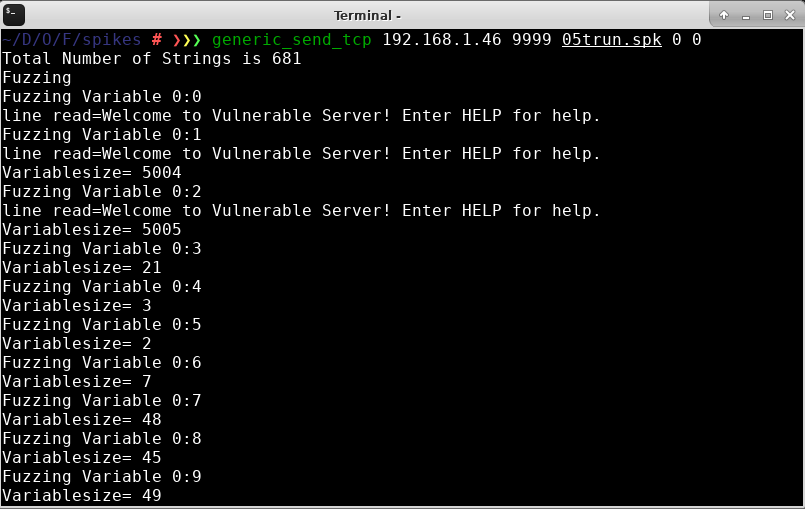 Terminal -
~/D/O/F/spikes # ❯❯❯ generic_send_tcp 192.168.1.46 9999 05trun.spk 0 0
Total Number of Strings is 681
Fuzzing
Fuzzing Variable 0:0
line read=Welcome to Vulnerable Server! Enter HELP for help.
Fuzzing Variable 0:1
line read=Welcome to Vulnerable Server! Enter HELP for help.
Variablesize= 5004
Fuzzing Variable 0:2
line read=Welcome to Vulnerable Server! Enter HELP for help.
Variablesize= 5005
Fuzzing Variable 0:3
Variablesize= 21
Fuzzing Variable 0:4
Variablesize= 3
Fuzzing Variable 0:5
Variablesize= 2
Fuzzing Variable 0:6
Variablesize= 7
Fuzzing Variable 0:7
Variablesize= 48
Fuzzing Variable 0:8
Variablesize= 45
Fuzzing Variable 0:9
Variablesize= 49